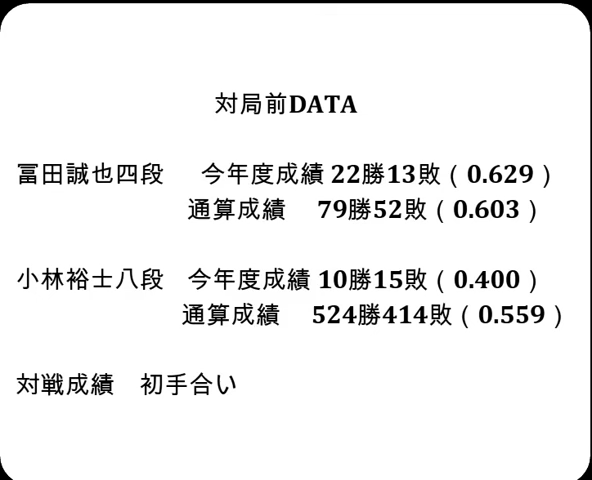 対局前DATA
冨田誠也四段 今年度成績 22勝13敗（0.629）
通算成績 79勝52敗（0.603）
小林裕士八段 今年度成績 10勝15敗（0.400）
通算成績 524勝414敗（0.559）
対戦成績 初手合い